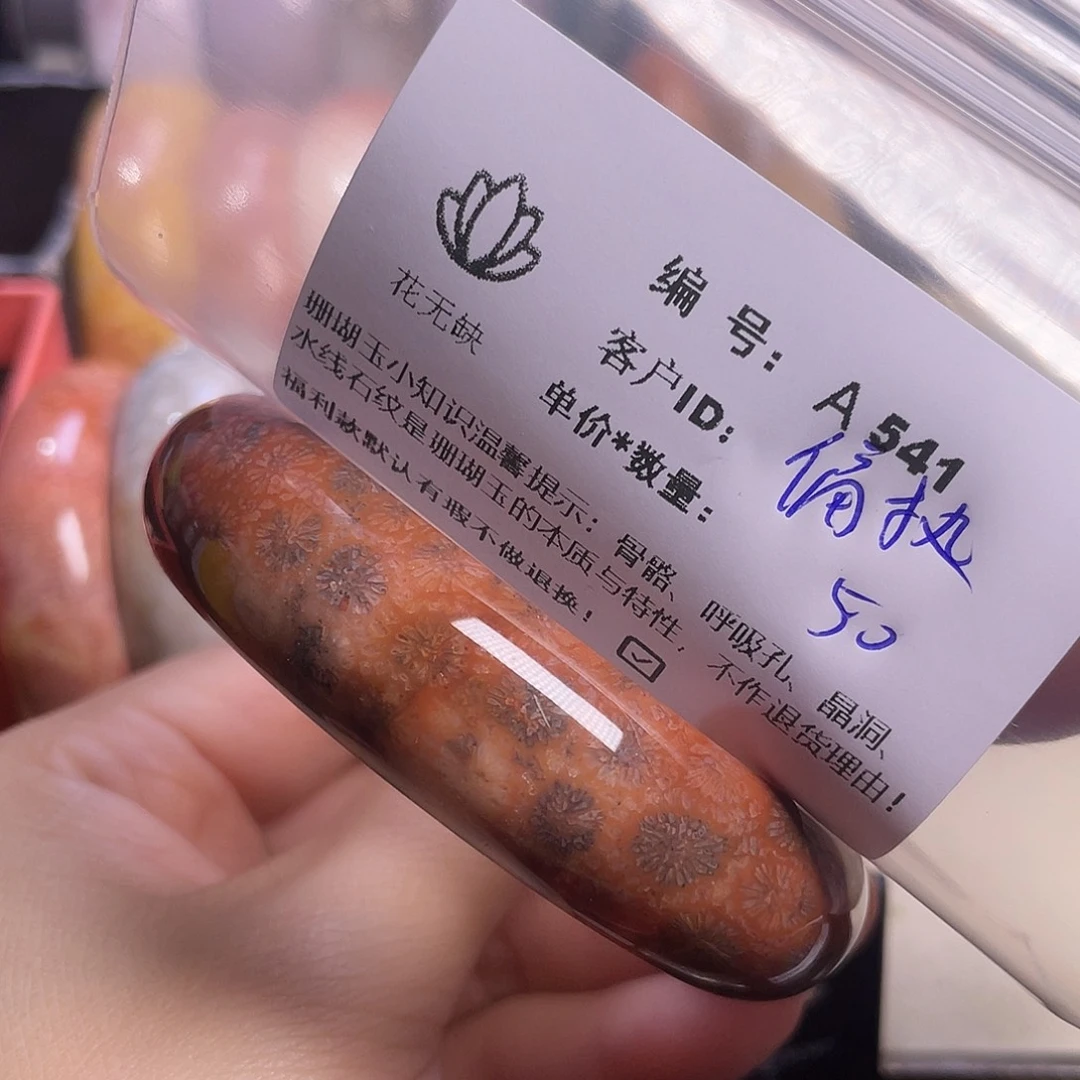 花无缺
编 号: A541
客户ID: 偏执
单价*数量: 50
珊瑚玉小知识温馨提示: 骨骼、呼吸孔、晶洞、
水线石纹是珊瑚玉的本质与特性,不作退货理由!
福利款默认有瑕不做退换!